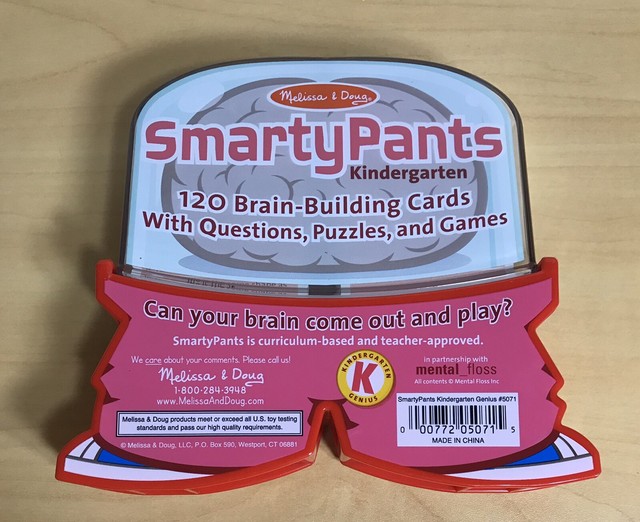 Melissa & Doug®
SmartyPants
Kindergarten
120 Brain-Building Cards
With Questions, Puzzles, and Games
Can your brain come out and play?
SmartyPants is curriculum-based and teacher-approved.
We care about your comments. Please call us!
Melissa & Doug
1-800-284-3948
www.MelissaAndDoug.com
Melissa & Doug products meet or exceed all U.S. toy testing
standards and pass our high quality requirements.
© Melissa & Doug, LLC, P.O. Box 590, Westport, CT 06881
KINDERGARTEN
K
GENIUS
in partnership with
mental_floss
All contents © Mental Floss Inc
SmartyPants Kindergarten Genius #5071
0 00772 05071 5
MADE IN CHINA